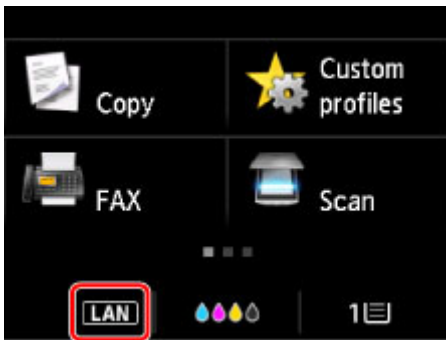 Copy
Custom
profiles
FAX
Scan
LAN
1